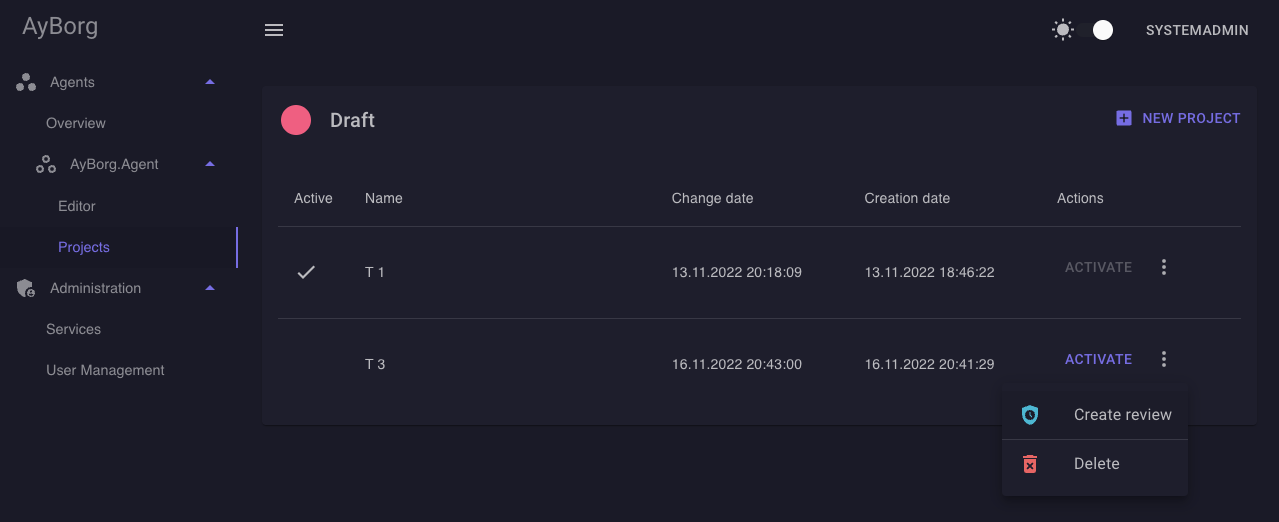 AyBorg
SYSTEMADMIN
Agents
Overview
AyBorg.Agent
Editor
Projects
Administration
Services
User Management
Draft
NEW PROJECT
Active Name Change date Creation date Actions
T 1 13.11.2022 20:18:09 13.11.2022 18:46:22 ACTIVATE
T 3 16.11.2022 20:43:00 16.11.2022 20:41:29 ACTIVATE
Create review
Delete